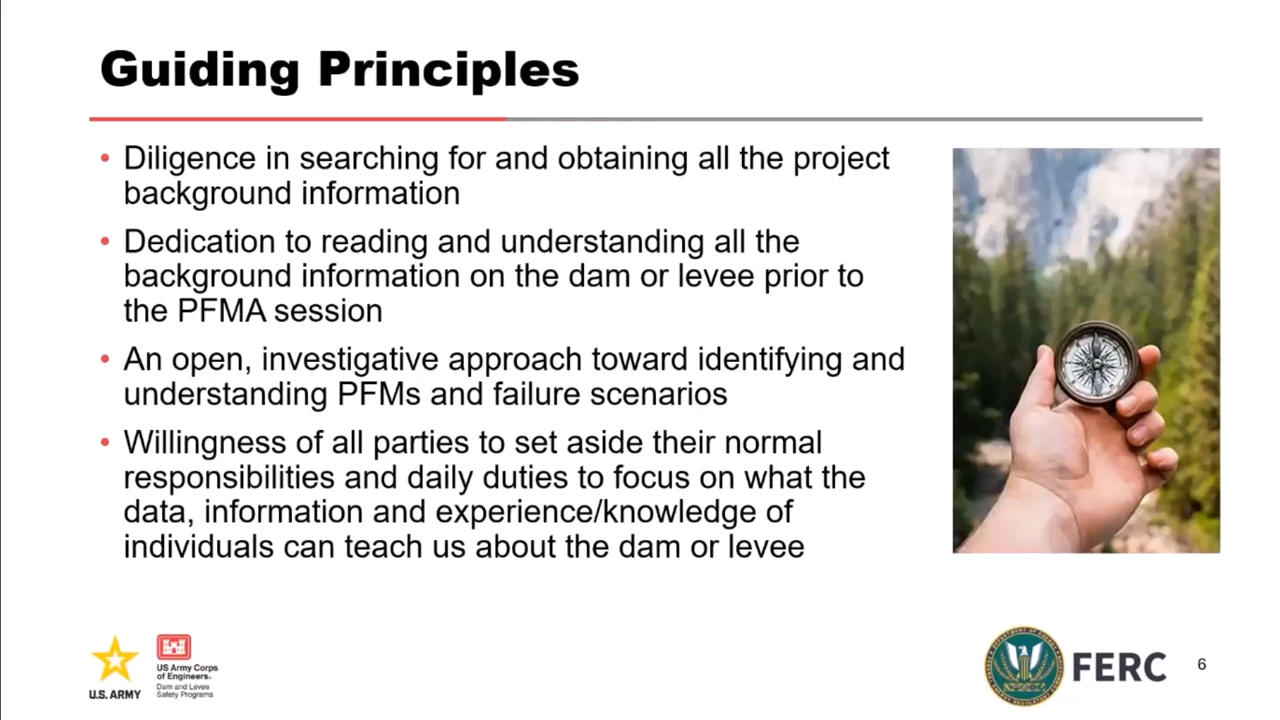 Guiding Principles
• Diligence in searching for and obtaining all the project
background information
• Dedication to reading and understanding all the
background information on the dam or levee prior to
the PFMA session
• An open, investigative approach toward identifying and
understanding PFMs and failure scenarios
• Willingness of all parties to set aside their normal
responsibilities and daily duties to focus on what the
data, information and experience/knowledge of
individuals can teach us about the dam or levee
U.S. ARMY
US Army Corps
of Engineers.
Dam and Levee
Safety Programs
FERC
6